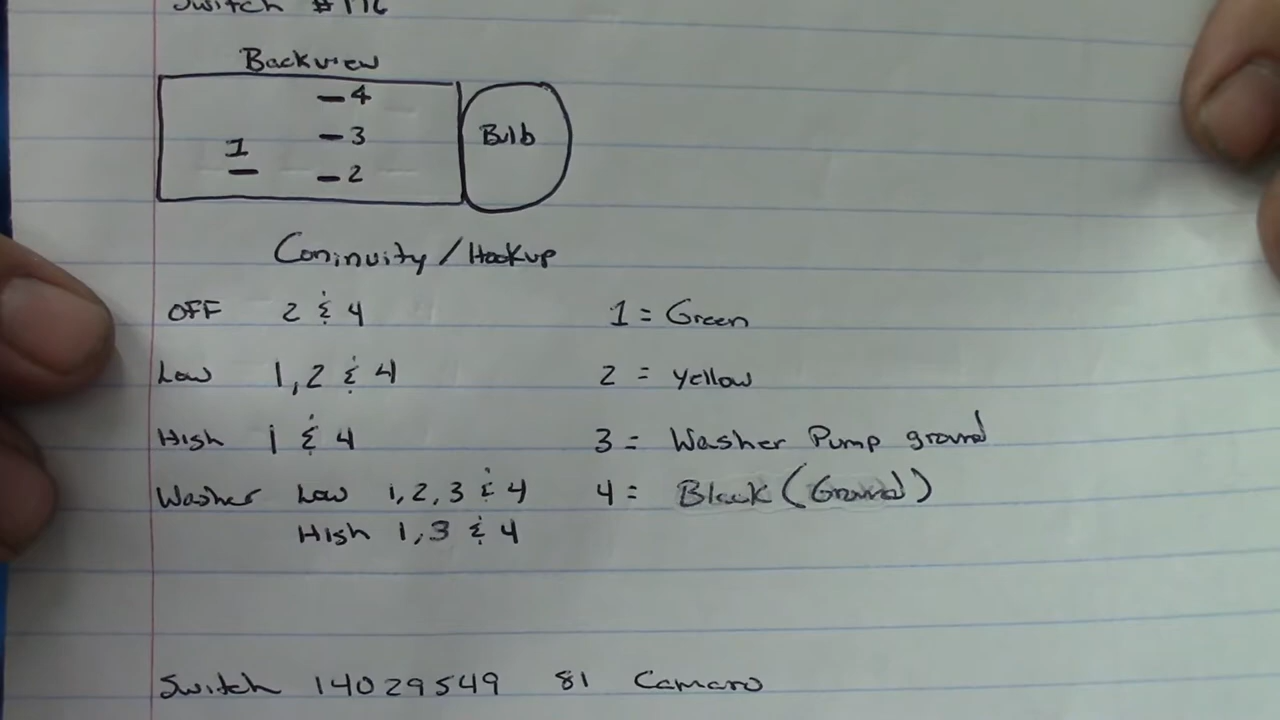 Switch #116
Backview
4
3
Bulb
1
2
Coninuity/Hookup
OFF 2 & 4 1 = Green
Low 1, 2 & 4 2 = Yellow
High 1 & 4 3 = Washer Pump ground
Washer Low 1, 2, 3 & 4 4 = Black (Ground)
High 1, 3 & 4
Switch 14029549 81 Camaro